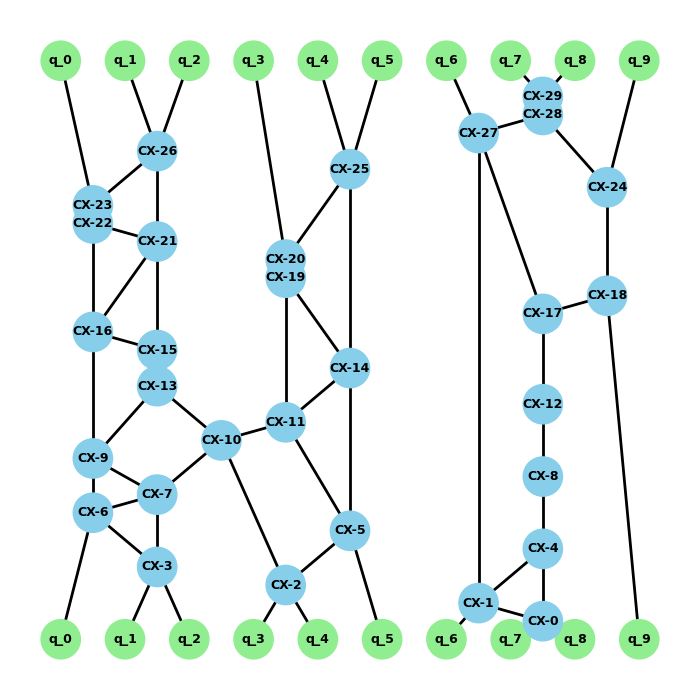 q_0 q_1 q_2 q_3 q_4 q_5 q_6 q_7 q_8 q_9
CX-29
CX-28
CX-27
CX-26
CX-25
CX-24
CX-23
CX-22
CX-21
CX-20
CX-19
CX-18
CX-17
CX-16
CX-15
CX-14
CX-13
CX-12
CX-11
CX-10
CX-9
CX-8
CX-7
CX-6
CX-5
CX-4
CX-3
CX-2
CX-1
CX-0
q_0 q_1 q_2 q_3 q_4 q_5 q_6 q_7 q_8 q_9